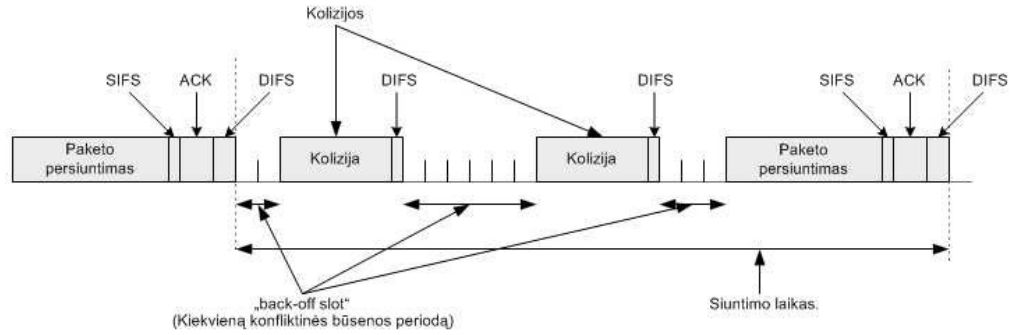 Kolizijos
SIFS ACK DIFS DIFS DIFS SIFS ACK DIFS
Paketo
persiuntimas
Kolizija
Kolizija
Paketo
persiuntimas
„back-off slot“
(Kiekvieną konfliktinės būsenos periodą)
Siuntimo laikas.